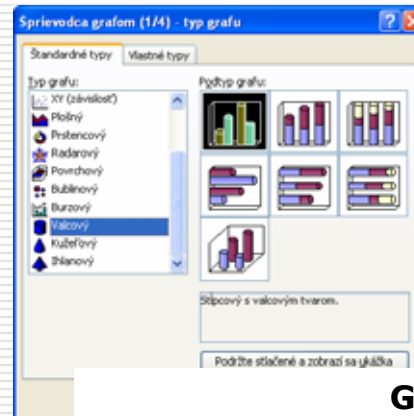 Sprievodca grafom (1/4) - typ grafu
Štandardné typy
Vlastné typy
Typ grafu:
XY (závislosť)
Plošný
Prstencový
Radarový
Povrchový
Bublinový
Burzový
Valcový
Kužeľový
Ihlanový
Podtyp grafu:
Stĺpcový s valcovým tvarom.
Podržte stlačené a zobrazí sa ukážka
G